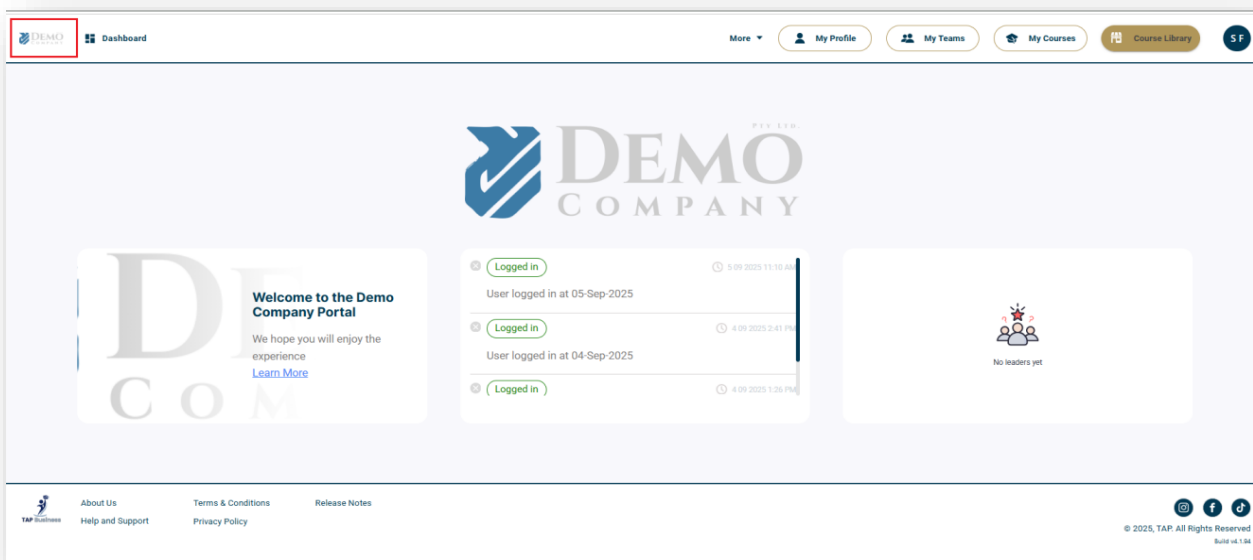 DEMO
COMPANY
Dashboard
More
My Profile
My Teams
My Courses
Course Library
S F
PTY LTD.
DEMO
COMPANY
DE
COM
Welcome to the Demo
Company Portal
We hope you will enjoy the
experience
Learn More
Logged in
5 09 2025 11:10 AM
User logged in at 05-Sep-2025
Logged in
4 09 2025 2:41 PM
User logged in at 04-Sep-2025
Logged in
4 09 2025 1:26 PM
No leaders yet
TAP Business
About Us
Help and Support
Terms & Conditions
Privacy Policy
Release Notes
© 2025, TAP. All Rights Reserved
Build v4.1.94